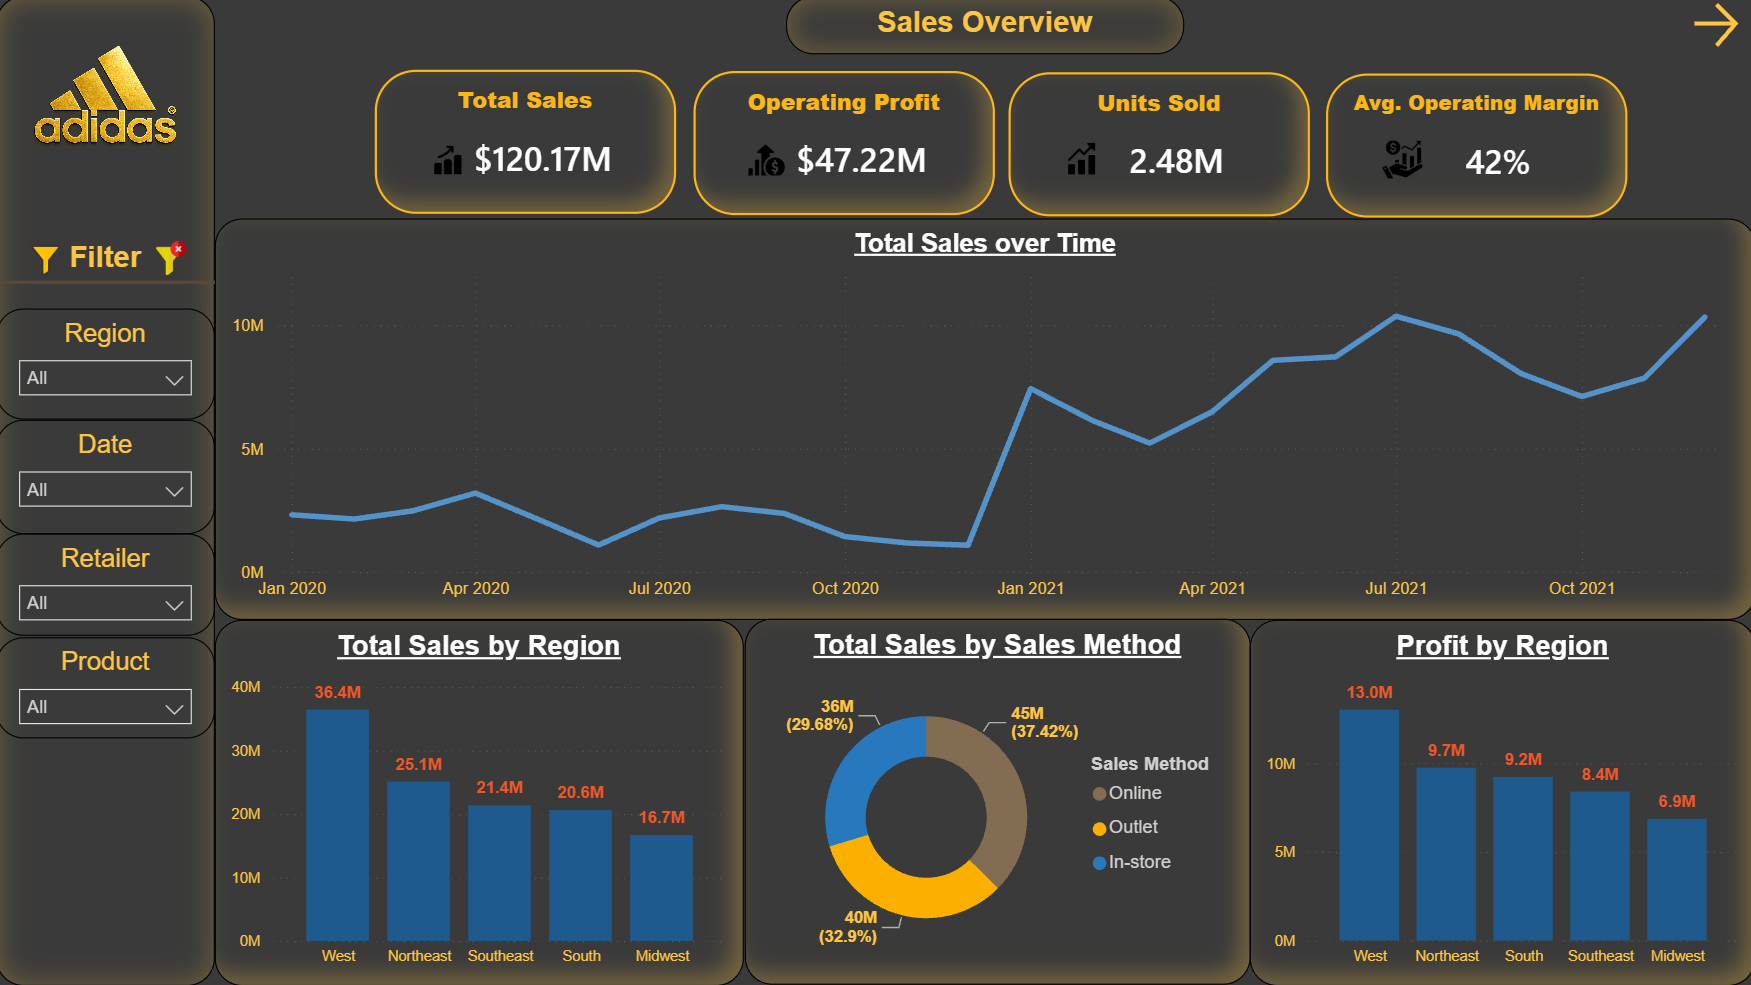 Sales Overview
adidas
Total Sales
$120.17M
Operating Profit
$47.22M
Units Sold
2.48M
Avg. Operating Margin
42%
Filter
Region
All
Date
All
Retailer
All
Product
All
Total Sales over Time
10M
5M
0M
Jan 2020 Apr 2020 Jul 2020 Oct 2020 Jan 2021 Apr 2021 Jul 2021 Oct 2021
Total Sales by Region
40M
30M
20M
10M
0M
36.4M
25.1M
21.4M
20.6M
16.7M
West Northeast Southeast South Midwest
Total Sales by Sales Method
36M
(29.68%)
45M
(37.42%)
40M
(32.9%)
Sales Method
Online
Outlet
In-store
Profit by Region
10M
5M
0M
13.0M
9.7M
9.2M
8.4M
6.9M
West Northeast South Southeast Midwest